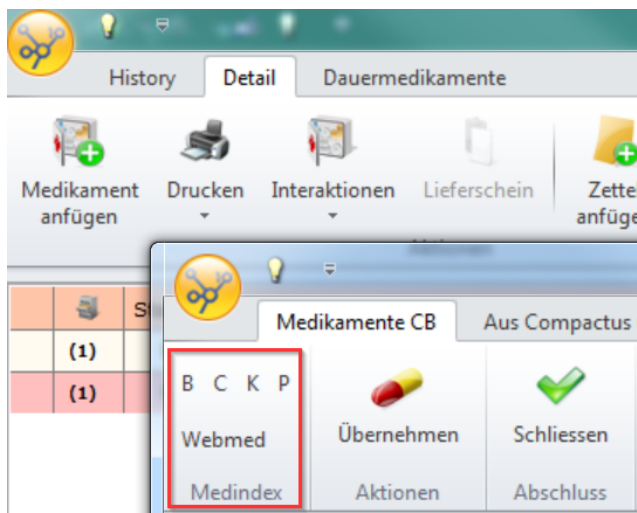 History Detail Dauermedikamente
Medikament Drucken Interaktionen Lieferschein
anfügen anfüge
(1)
(1)
Medikamente CB Aus Compactus
B C K P
Webmed Übernehmen Schliessen
Medindex Aktionen Abschluss